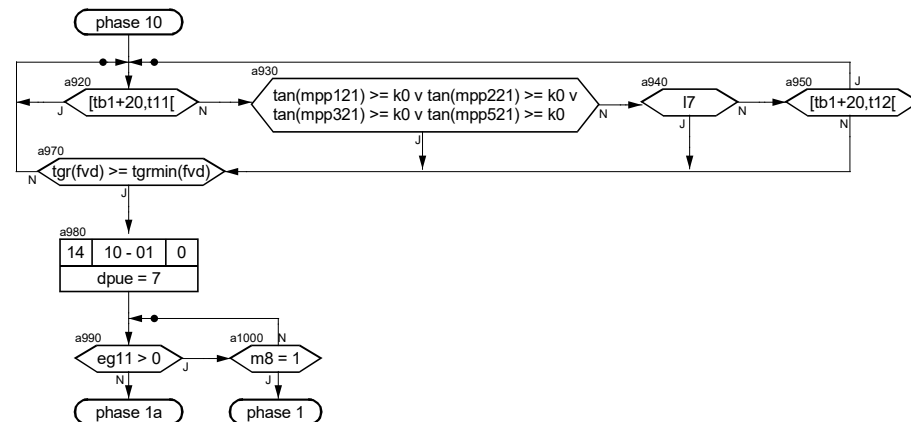 phase 10
a920
[tb1+20,t11[
J
N
a930
tan(mpp121) >= k0 v tan(mpp221) >= k0 v
tan(mpp321) >= k0 v tan(mpp521) >= k0
J
N
a940
l7
J
N
a950
[tb1+20,t12[
J
N
a970
tgr(fvd) >= tgrmin(fvd)
N
J
a980
14 10 - 01 0
dpue = 7
a990
eg11 > 0
N
J
a1000
m8 = 1
N
J
phase 1a
phase 1